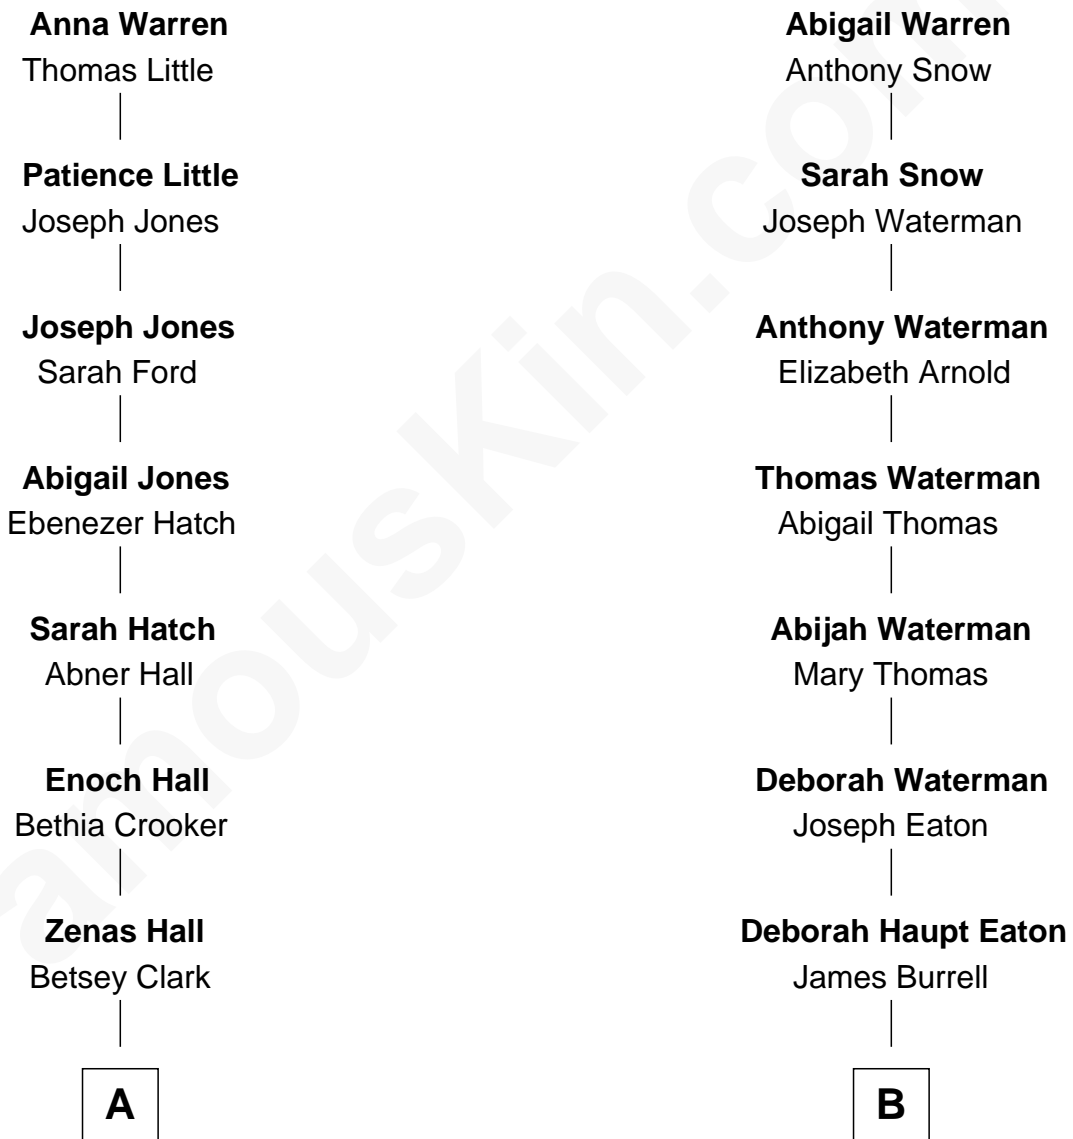 Anna Warren
Thomas Little
Patience Little
Joseph Jones
Joseph Jones
Sarah Ford
Abigail Jones
Ebenezer Hatch
Sarah Hatch
Abner Hall
Enoch Hall
Bethia Crooker
Zenas Hall
Betsey Clark
A
Abigail Warren
Anthony Snow
Sarah Snow
Joseph Waterman
Anthony Waterman
Elizabeth Arnold
Thomas Waterman
Abigail Thomas
Abijah Waterman
Mary Thomas
Deborah Waterman
Joseph Eaton
Deborah Haupt Eaton
James Burrell
B
amouskin.com